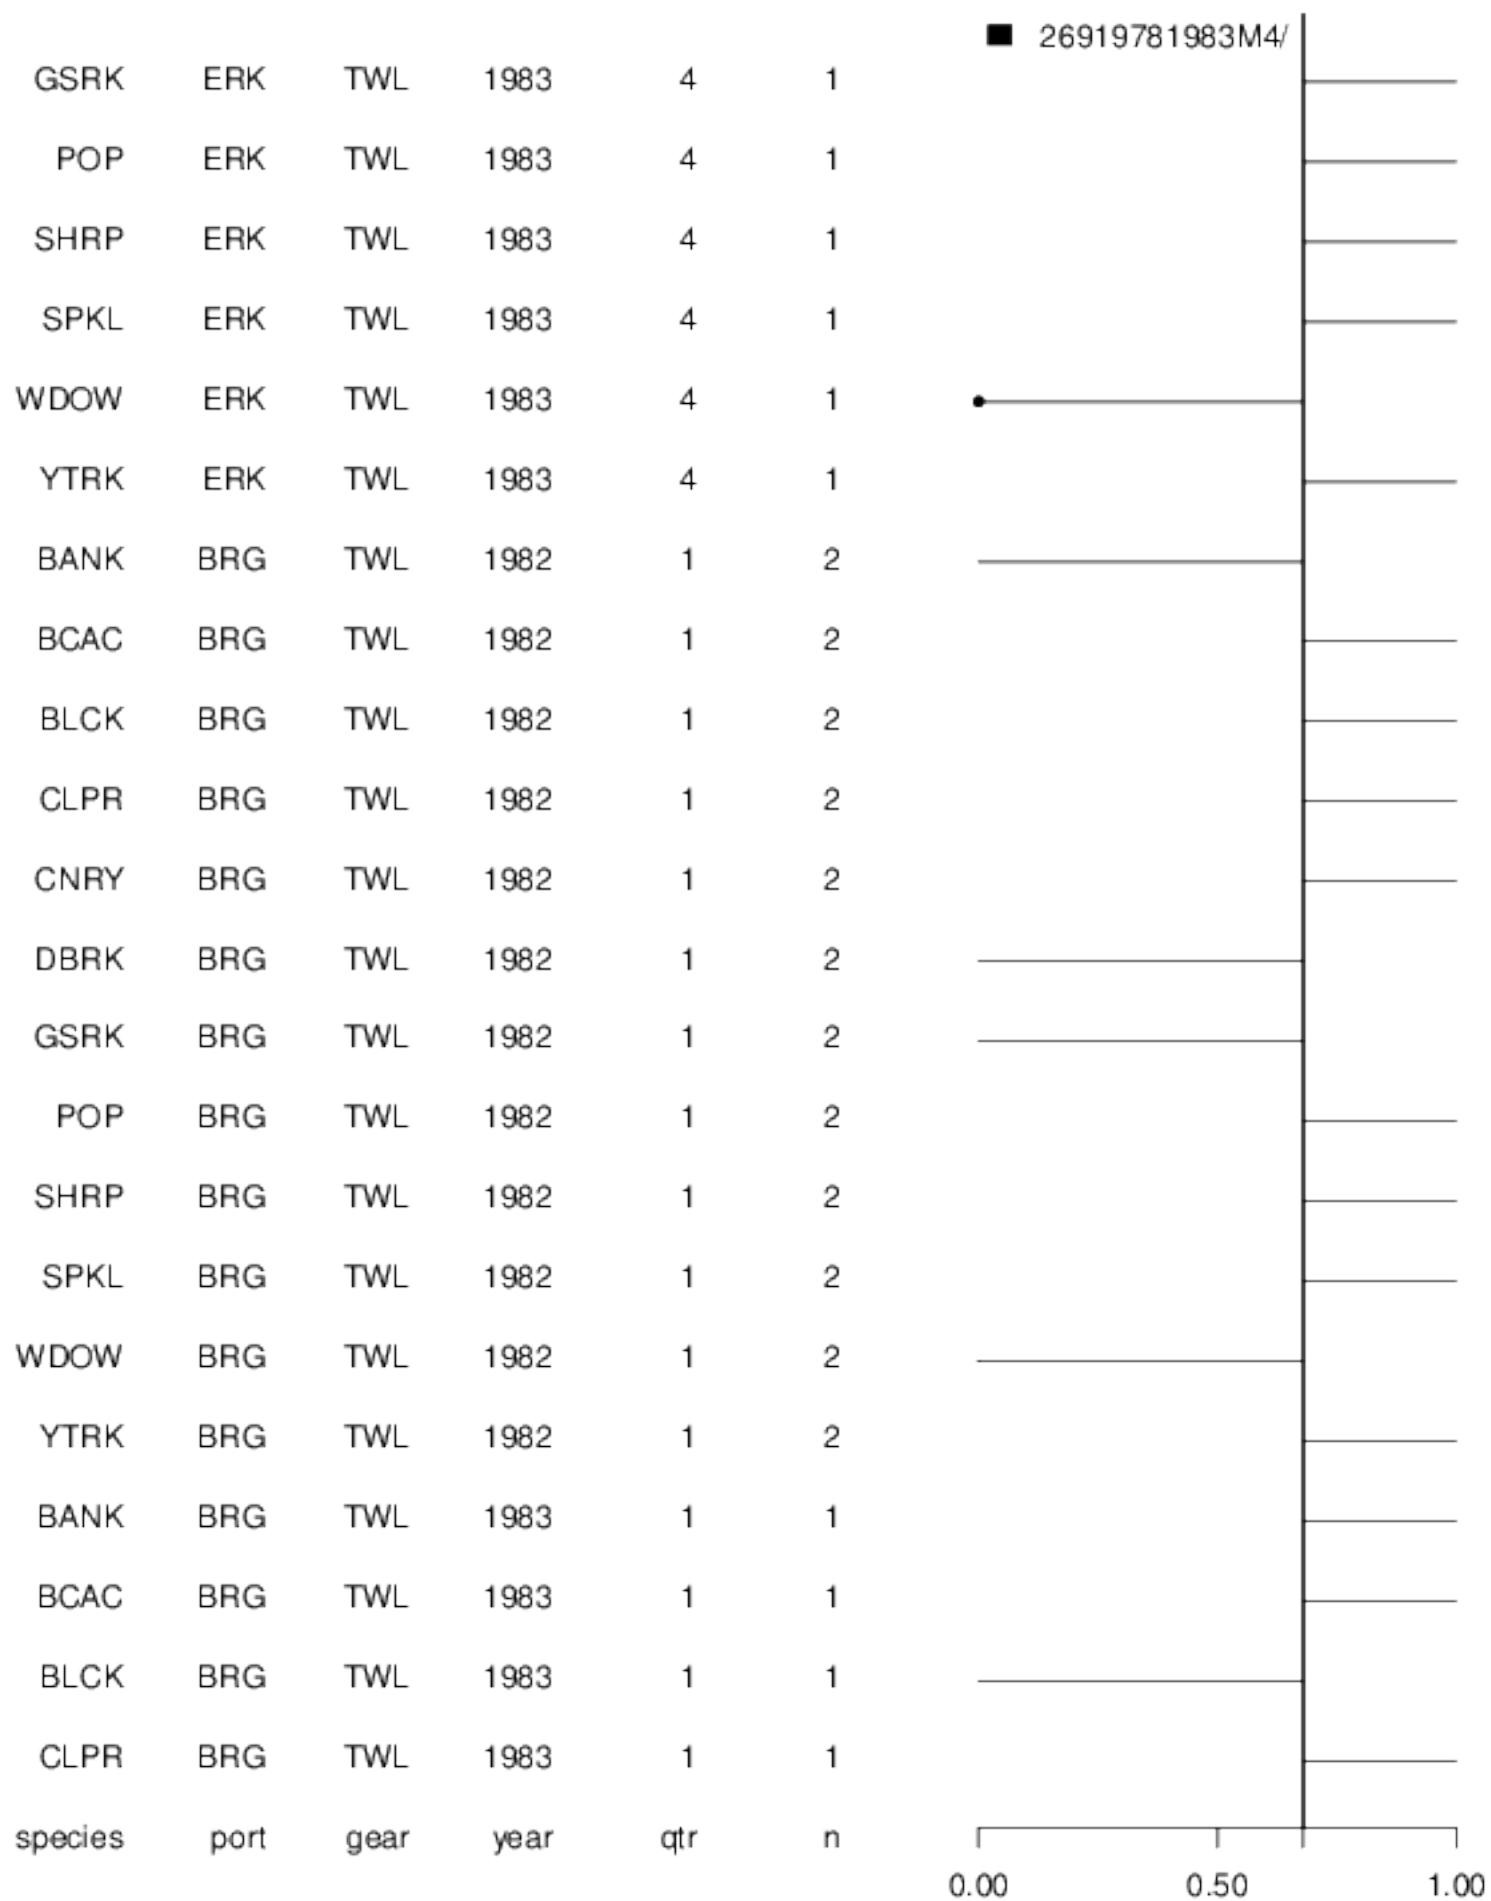 26919781983M4/
GSRK ERK TWL 1983 4 1
POP ERK TWL 1983 4 1
SHRP ERK TWL 1983 4 1
SPKL ERK TWL 1983 4 1
WDOW ERK TWL 1983 4 1
YTRK ERK TWL 1983 4 1
BANK BRG TWL 1982 1 2
BCAC BRG TWL 1982 1 2
BLCK BRG TWL 1982 1 2
CLPR BRG TWL 1982 1 2
CNRY BRG TWL 1982 1 2
DBRK BRG TWL 1982 1 2
GSRK BRG TWL 1982 1 2
POP BRG TWL 1982 1 2
SHRP BRG TWL 1982 1 2
SPKL BRG TWL 1982 1 2
WDOW BRG TWL 1982 1 2
YTRK BRG TWL 1982 1 2
BANK BRG TWL 1983 1 1
BCAC BRG TWL 1983 1 1
BLCK BRG TWL 1983 1 1
CLPR BRG TWL 1983 1 1
species port gear year qtr n
0.00 0.50 1.00